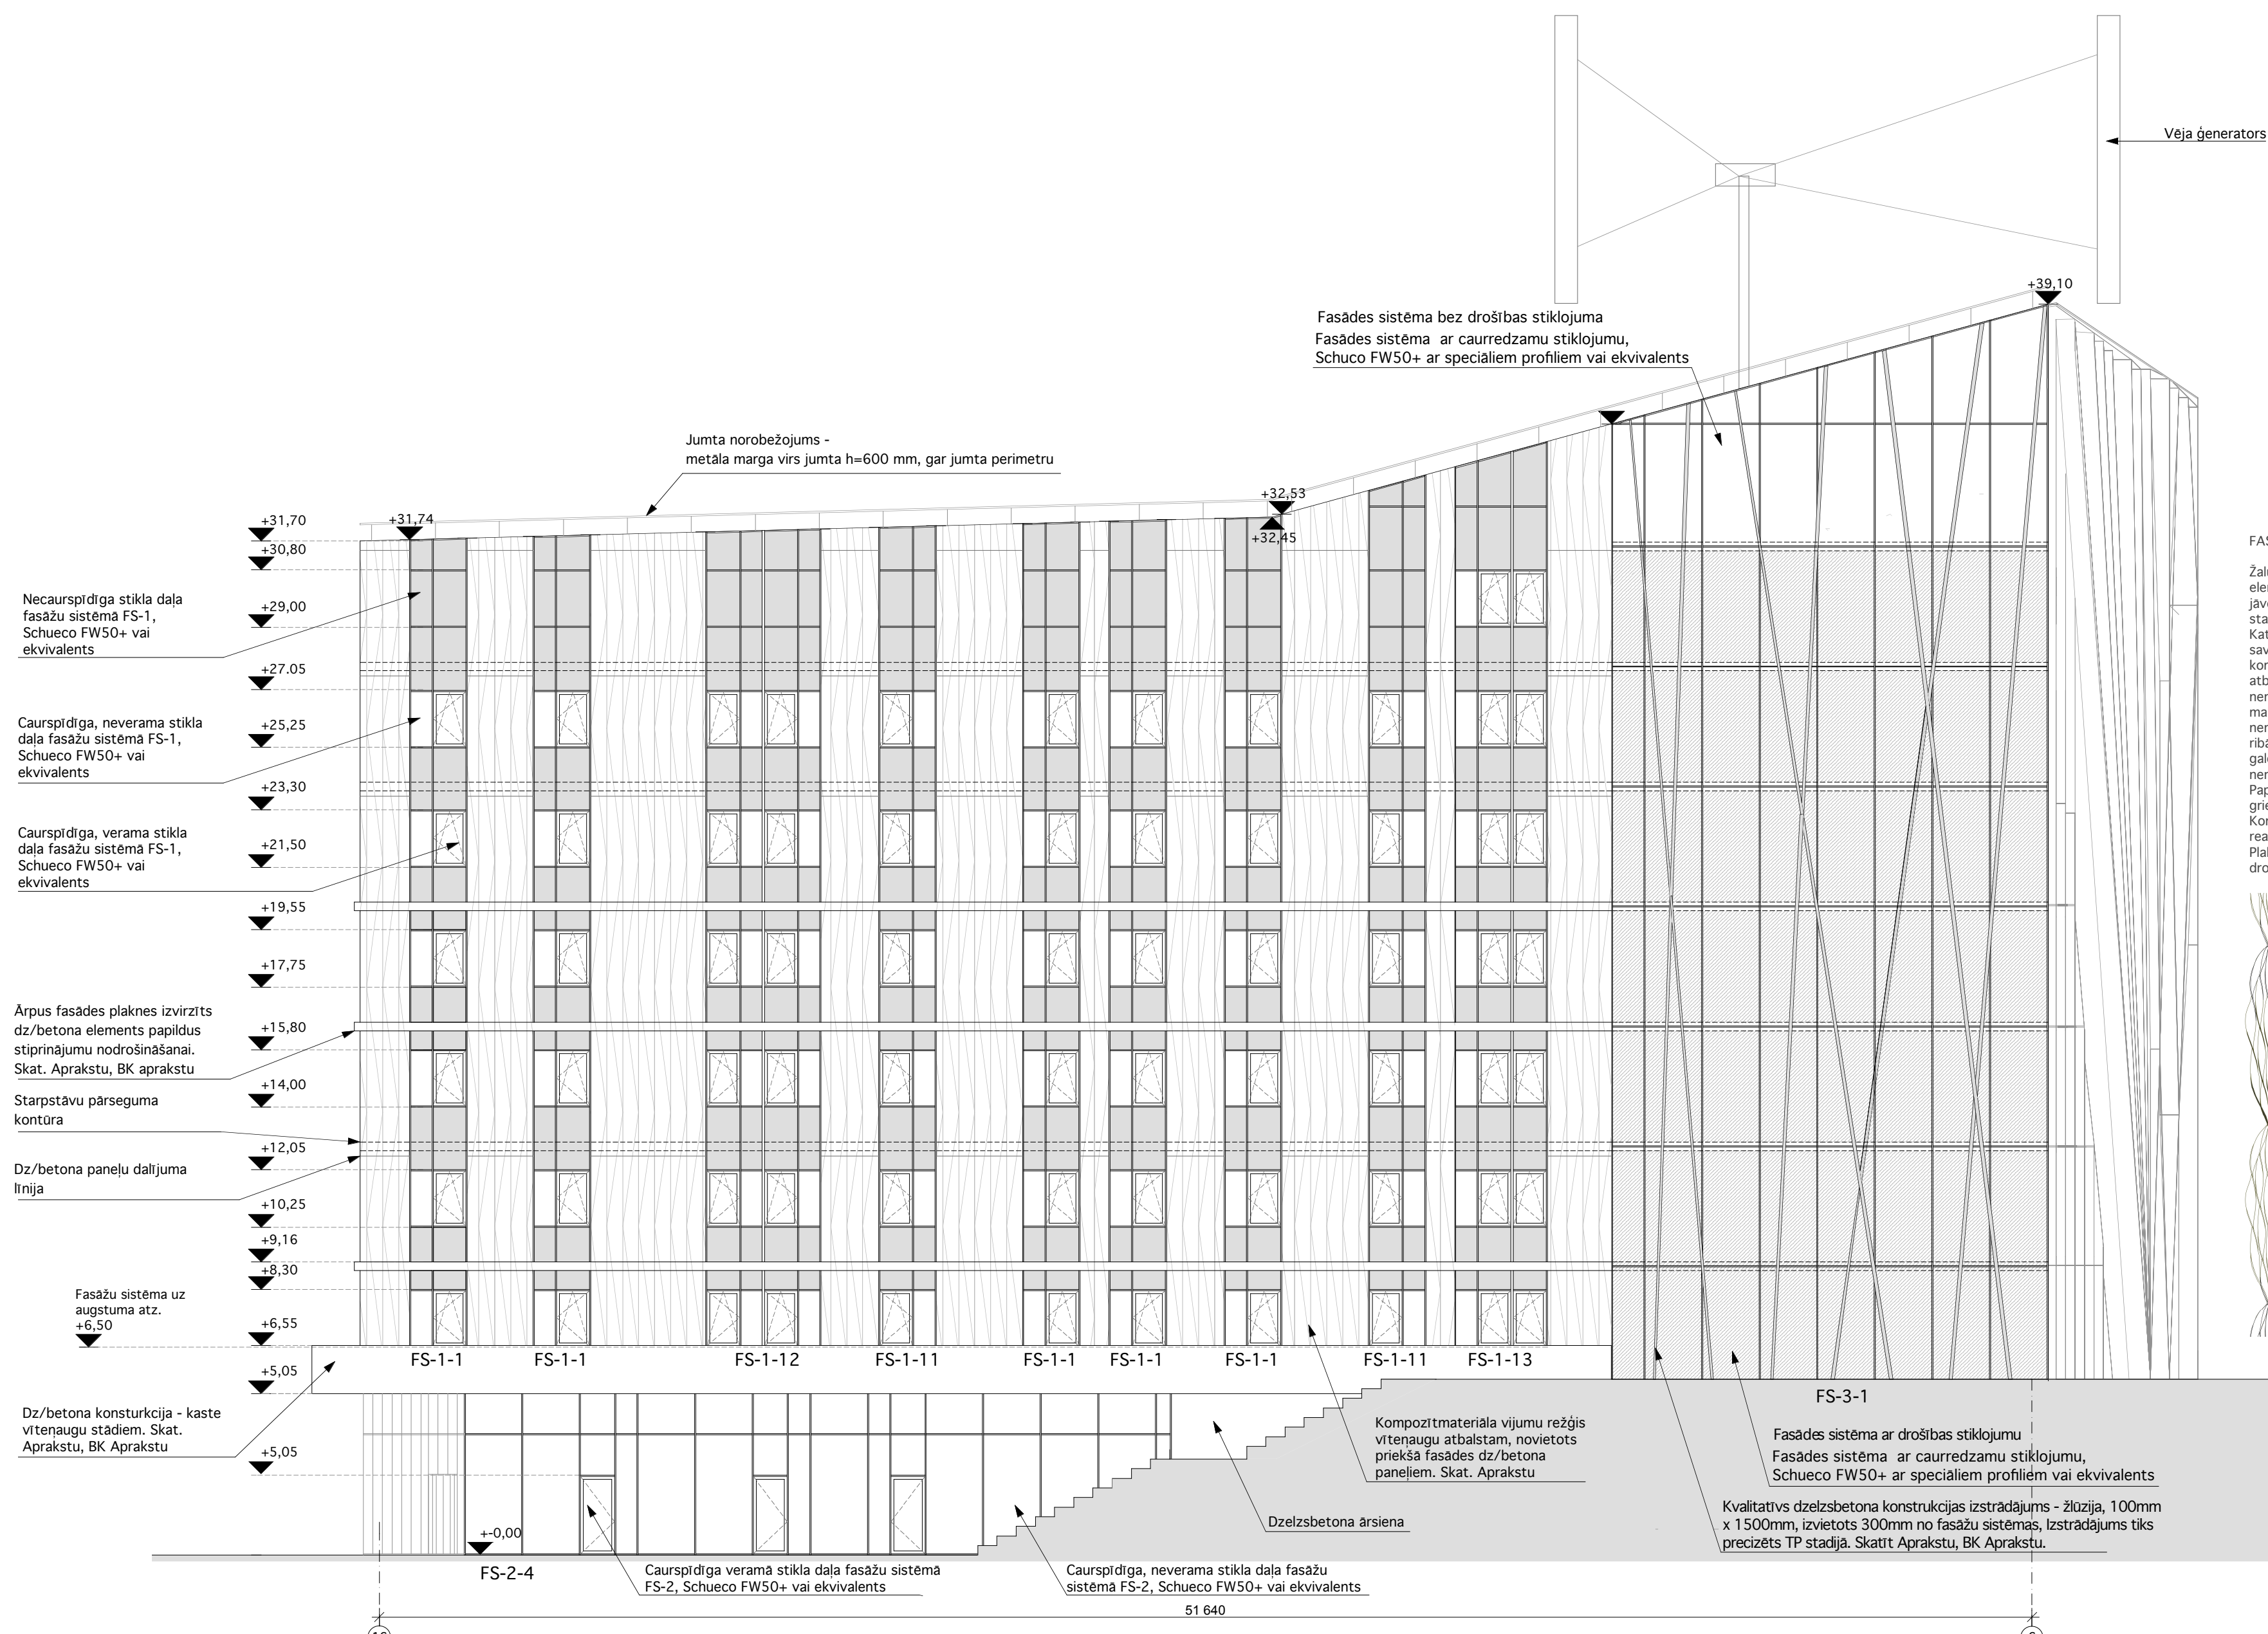 Vēja ģenerators
+39,10
Fasādes sistēma bez drošības stiklojuma
Fasādes sistēma ar caurredzamu stiklojumu,
Schuco FW50+ ar speciāliem profiliem vai ekvivalents
Jumta norobežojums -
metāla marga virs jumta h=600 mm, gar jumta perimetru
+32,53
+32,45
+31,74
+31,70
+30,80
+29,00
+27.05
+25,25
+23,30
+21,50
+19,55
+17,75
+15,80
+14,00
+12,05
+10,25
+9,16
+8,30
+6,55
+5,05
+5,05
+-0,00
Necaurspīdīga stikla daļa
fasāžu sistēmā FS-1,
Schueco FW50+ vai
ekvivalents
Caurspīdīga, neverama stikla
daļa fasāžu sistēmā FS-1,
Schueco FW50+ vai
ekvivalents
Caurspīdīga, verama stikla
daļa fasāžu sistēmā FS-1,
Schueco FW50+ vai
ekvivalents
Ārpus fasādes plaknes izvirzīts
dz/betona elements papildus
stiprinājumu nodrošināšanai.
Skat. Aprakstu, BK aprakstu
Starpstāvu pārseguma
kontūra
Dz/betona paneļu dalījuma
līnija
Fasāžu sistēma uz
augstuma atz.
+6,50
Dz/betona konsturkcija - kaste
vīteņaugu stādiem. Skat.
Aprakstu, BK Aprakstu
FS-1-1
FS-1-1
FS-1-12
FS-1-11
FS-1-1
FS-1-1
FS-1-1
FS-1-11
FS-1-13
FS-3-1
FS-2-4
Kompozītmateriāla vijumu režģis
vīteņaugu atbalstam, novietots
priekšā fasādes dz/betona
paneļiem. Skat. Aprakstu
Dzelzsbetona ārsiena
Fasādes sistēma ar drošības stiklojumu
Fasādes sistēma ar caurredzamu stiklojumu,
Schueco FW50+ ar speciāliem profiliem vai ekvivalents
Kvalitatīvs dzelzsbetona konstrukcijas izstrādājums - žlūzija, 100mm
x 1500mm, izvietots 300mm no fasāžu sistēmas, Izstrādājums tiks
precizēts TP stadijā. Skatīt Aprakstu, BK Aprakstu.
Caurspīdīga veramā stikla daļa fasāžu sistēmā
FS-2, Schueco FW50+ vai ekvivalents
Caurspīdīga, neverama stikla daļa fasāžu
sistēmā FS-2, Schueco FW50+ vai ekvivalents
51 640